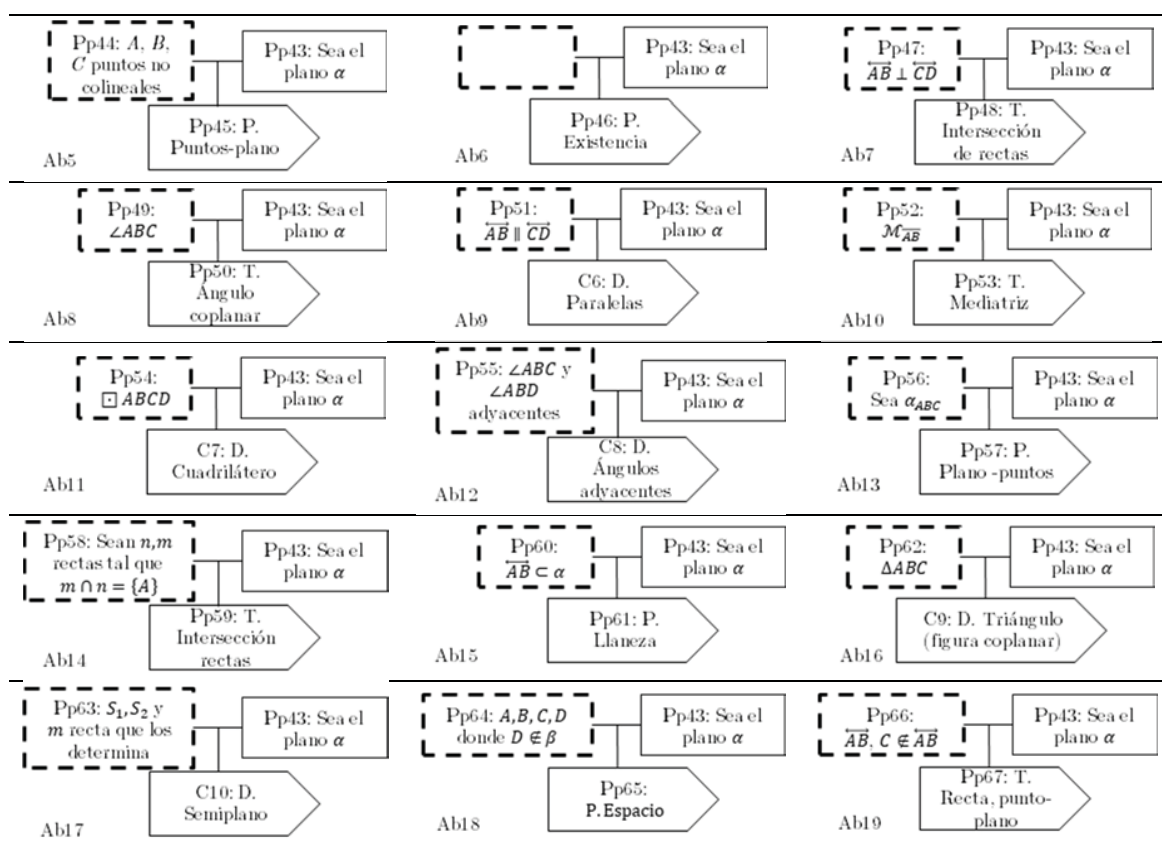 Pp44: A, B,
C puntos no
colineales
Pp43: Sea el
plano α
Pp45: P.
Puntos-plano
Ab5
Pp43: Sea el
plano α
Pp46: P.
Existencia
Ab6
Pp47:
AB ⊥ CD
Pp43: Sea el
plano α
Pp48: T.
Intersección
de rectas
Ab7
Pp49:
∠ABC
Pp43: Sea el
plano α
Pp50: T.
Ángulo
coplanar
Ab8
Pp51:
AB ∥ CD
Pp43: Sea el
plano α
C6: D.
Paralelas
Ab9
Pp52:
ℳAB
Pp43: Sea el
plano α
Pp53: T.
Mediatriz
Ab10
Pp54:
⊡ ABCD
Pp43: Sea el
plano α
C7: D.
Cuadrilátero
Ab11
Pp55: ∠ABC y
∠ABD
adyacentes
Pp43: Sea el
plano α
C8: D.
Ángulos
adyacentes
Ab12
Pp56:
Sea αABC
Pp43: Sea el
plano α
Pp57: P.
Plano -puntos
Ab13
Pp58: Sean n,m
rectas tal que
m ∩ n = {A}
Pp43: Sea el
plano α
Pp59: T.
Intersección
rectas
Ab14
Pp60:
AB ⊂ α
Pp43: Sea el
plano α
Pp61: P.
Llaneza
Ab15
Pp62:
ΔABC
Pp43: Sea el
plano α
C9: D. Triángulo
(figura coplanar)
Ab16
Pp63: S₁,S₂ y
m recta que los
determina
Pp43: Sea el
plano α
C10: D.
Semiplano
Ab17
Pp64: A,B,C,D
donde D ∉ β
Pp43: Sea el
plano α
Pp65:
P. Espacio
Ab18
Pp66:
AB, C ∉ AB
Pp43: Sea el
plano α
Pp67: T.
Recta, punto-
plano
Ab19